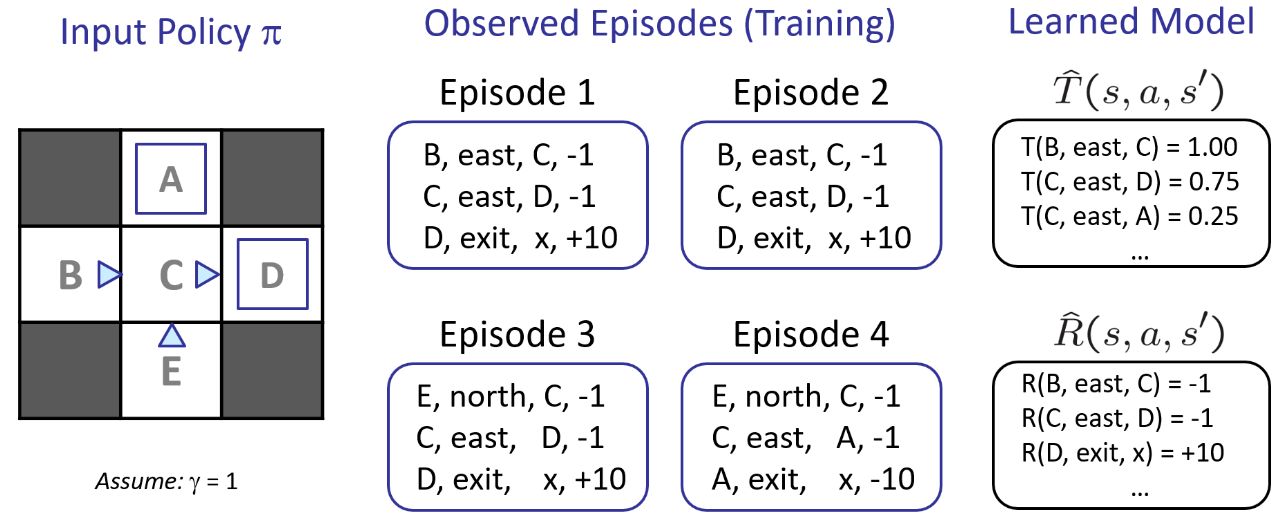 Input Policy π
A
B
C
D
E
Assume: γ = 1
Observed Episodes (Training)
Episode 1
B, east, C, -1
C, east, D, -1
D, exit, x, +10
Episode 2
B, east, C, -1
C, east, D, -1
D, exit, x, +10
Episode 3
E, north, C, -1
C, east, D, -1
D, exit, x, +10
Episode 4
E, north, C, -1
C, east, A, -1
A, exit, x, -10
Learned Model
T̂(s, a, s′)
T(B, east, C) = 1.00
T(C, east, D) = 0.75
T(C, east, A) = 0.25
...
R̂(s, a, s′)
R(B, east, C) = -1
R(C, east, D) = -1
R(D, exit, x) = +10
...